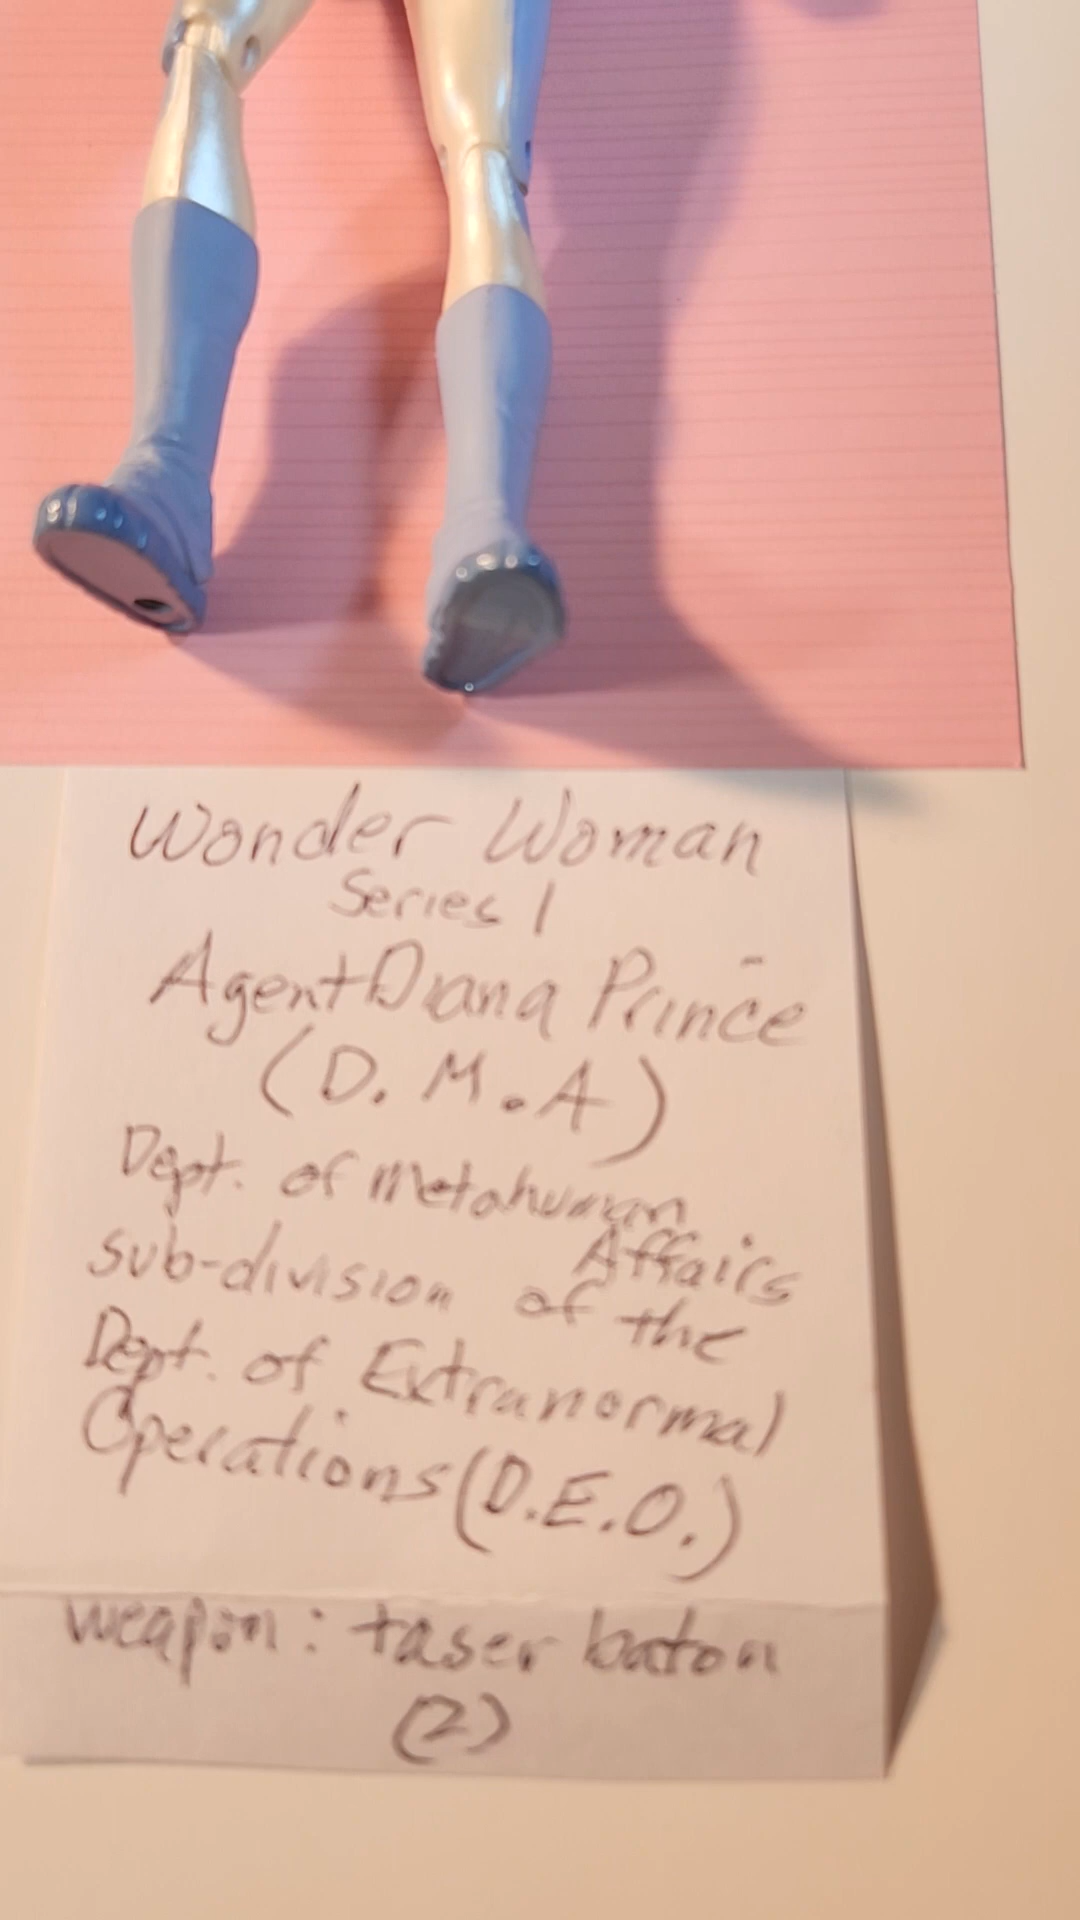 Wonder Woman
Series 1
Agent Diana Prince
(D.M.A)
Dept. of Metahuman
Affairs
sub-division of the
Dept. of Extranormal
Operations (D.E.O.)
weapon: taser baton
(2)